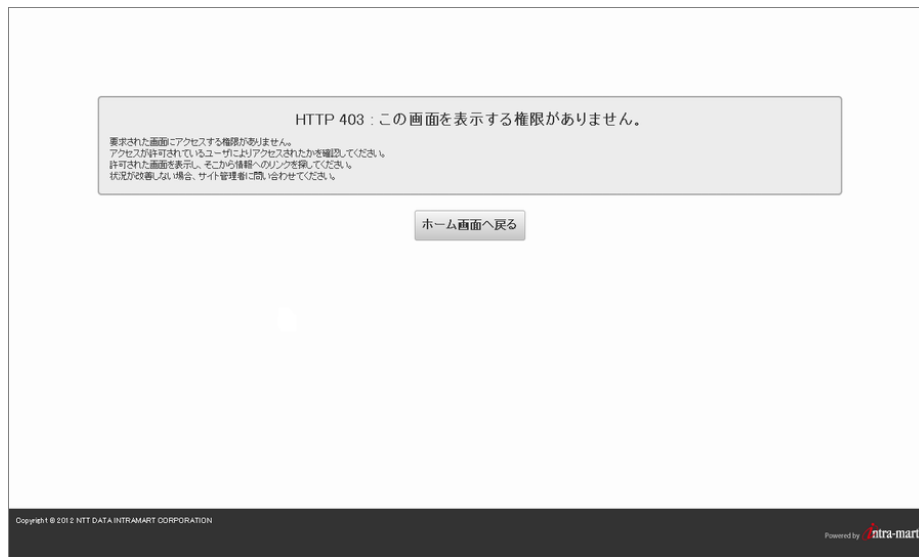 HTTP 403 : この画面を表示する権限がありません。
要求された画面にアクセスする権限がありません。
アクセスが許可されているユーザによりアクセスされたかを確認してください。
許可された画面を表示し、そこから情報へのリンクを探してください。
状況が改善しない場合、サイト管理者に問い合わせてください。
ホーム画面へ戻る
Copyright © 2012 NTT DATA INTRAMART CORPORATION
Powered by intra-mart